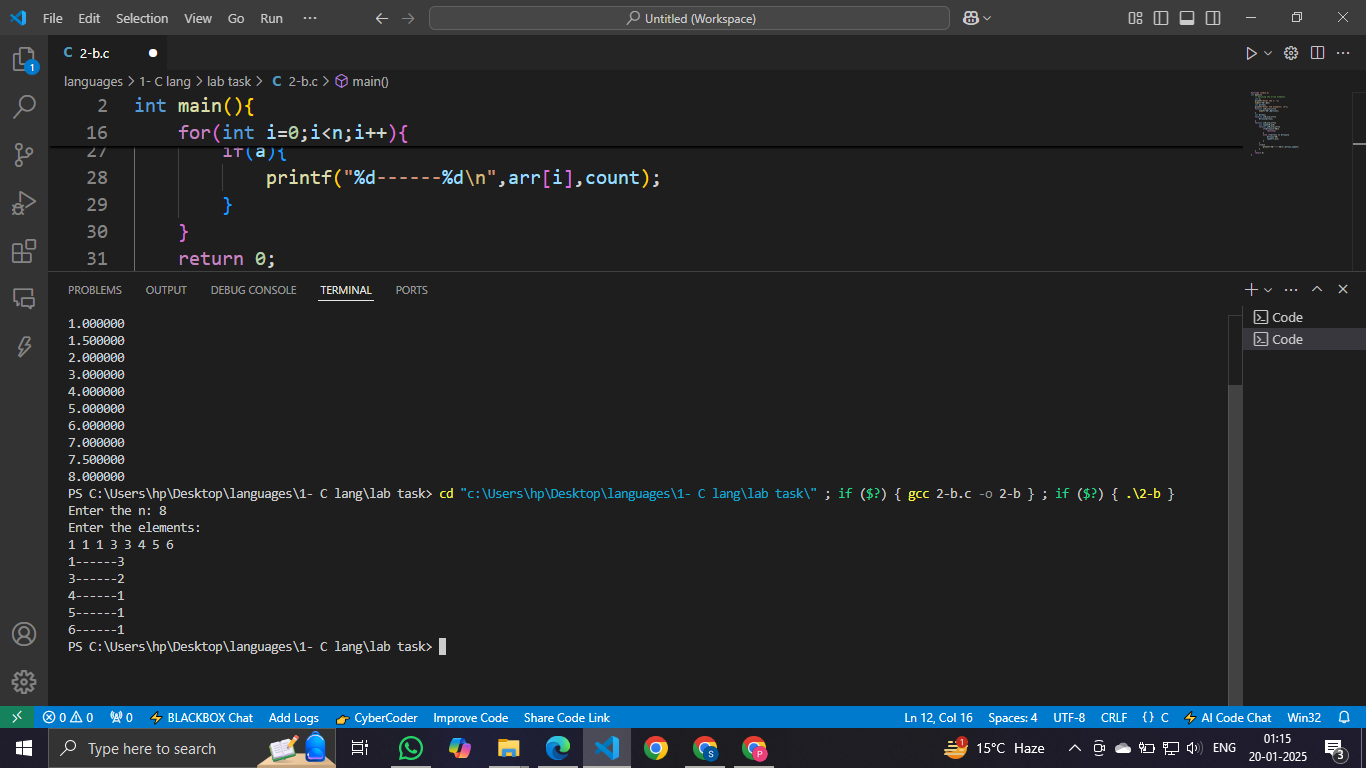 File Edit Selection View Go Run ··· Untitled (Workspace)
C 2-b.c
languages > 1- C lang > lab task > C 2-b.c > main()
2 int main(){
16 for(int i=0;i<n;i++){
27 if(a){
28 printf("%d------%d\n",arr[i],count);
29 }
30 }
31 return 0;
PROBLEMS OUTPUT DEBUG CONSOLE TERMINAL PORTS
1.000000
1.500000
2.000000
3.000000
4.000000
5.000000
6.000000
7.000000
7.500000
8.000000
PS C:\Users\hp\Desktop\languages\1- C lang\lab task> cd "c:\Users\hp\Desktop\languages\1- C lang\lab task\" ; if ($?) { gcc 2-b.c -o 2-b } ; if ($?) { .\2-b }
Enter the n: 8
Enter the elements:
1 1 1 3 3 4 5 6
1------3
3------2
4------1
5------1
6------1
PS C:\Users\hp\Desktop\languages\1- C lang\lab task>
Code
Code
1
0 0 0 BLACKBOX Chat Add Logs CyberCoder Improve Code Share Code Link Ln 12, Col 16 Spaces: 4 UTF-8 CRLF {} C AI Code Chat Win32
Type here to search S P 1 15°C Haze ENG 01:15
20-01-2025 3